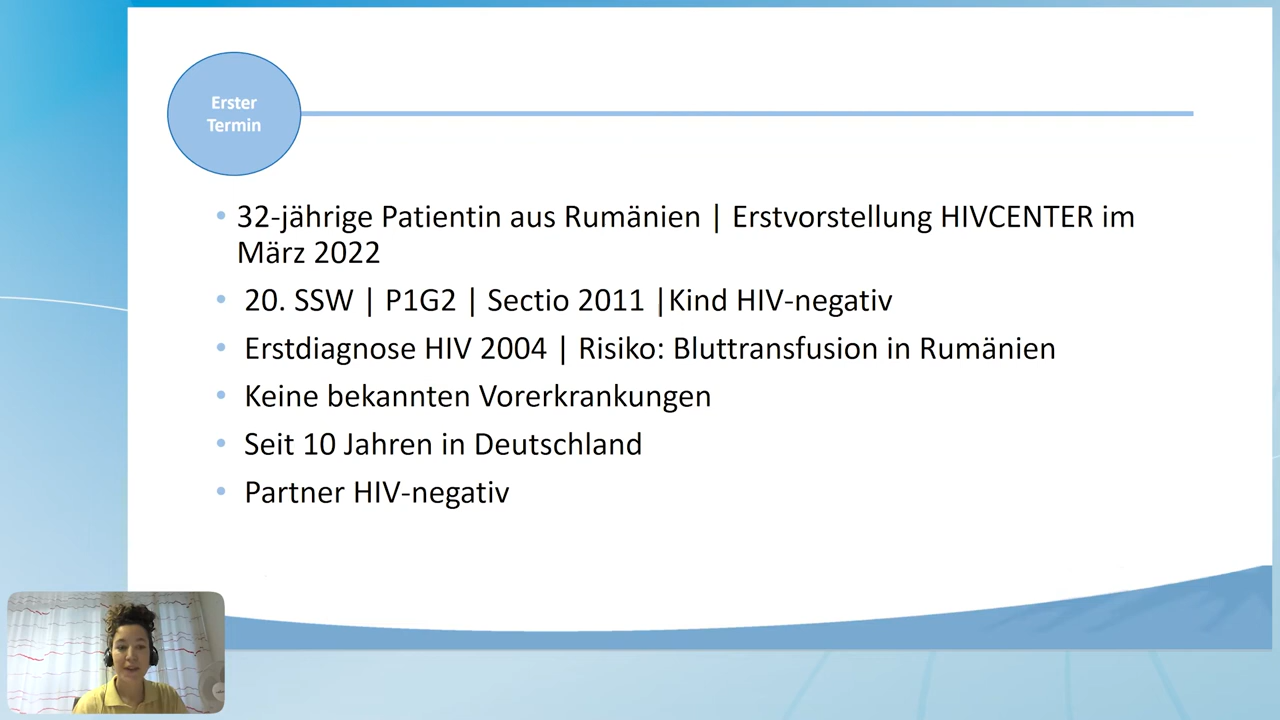 Erster
Termin
• 32-jährige Patientin aus Rumänien | Erstvorstellung HIVCENTER im
März 2022
• 20. SSW | P1G2 | Sectio 2011 |Kind HIV-negativ
• Erstdiagnose HIV 2004 | Risiko: Bluttransfusion in Rumänien
• Keine bekannten Vorerkrankungen
• Seit 10 Jahren in Deutschland
• Partner HIV-negativ